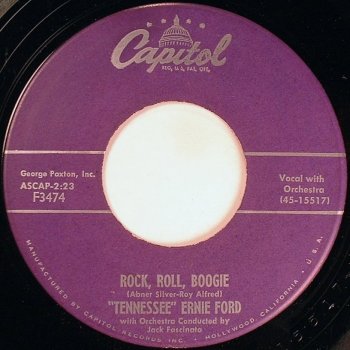 Capitol
REG. U.S. PAT. OFF.
George Paxton, Inc.
ASCAP-2:23
F3474
Vocal with
Orchestra
(45-15517)
ROCK, ROLL, BOOGIE
(Abner Silver-Roy Alfred)
"TENNESSEE" ERNIE FORD
with Orchestra Conducted by
Jack Fascinato
MFD. BY CAPITOL RECORDS INC. • HOLLYWOOD, CALIFORNIA • U.S.A.